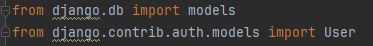 from django.db import models
from django.contrib.auth.models import User